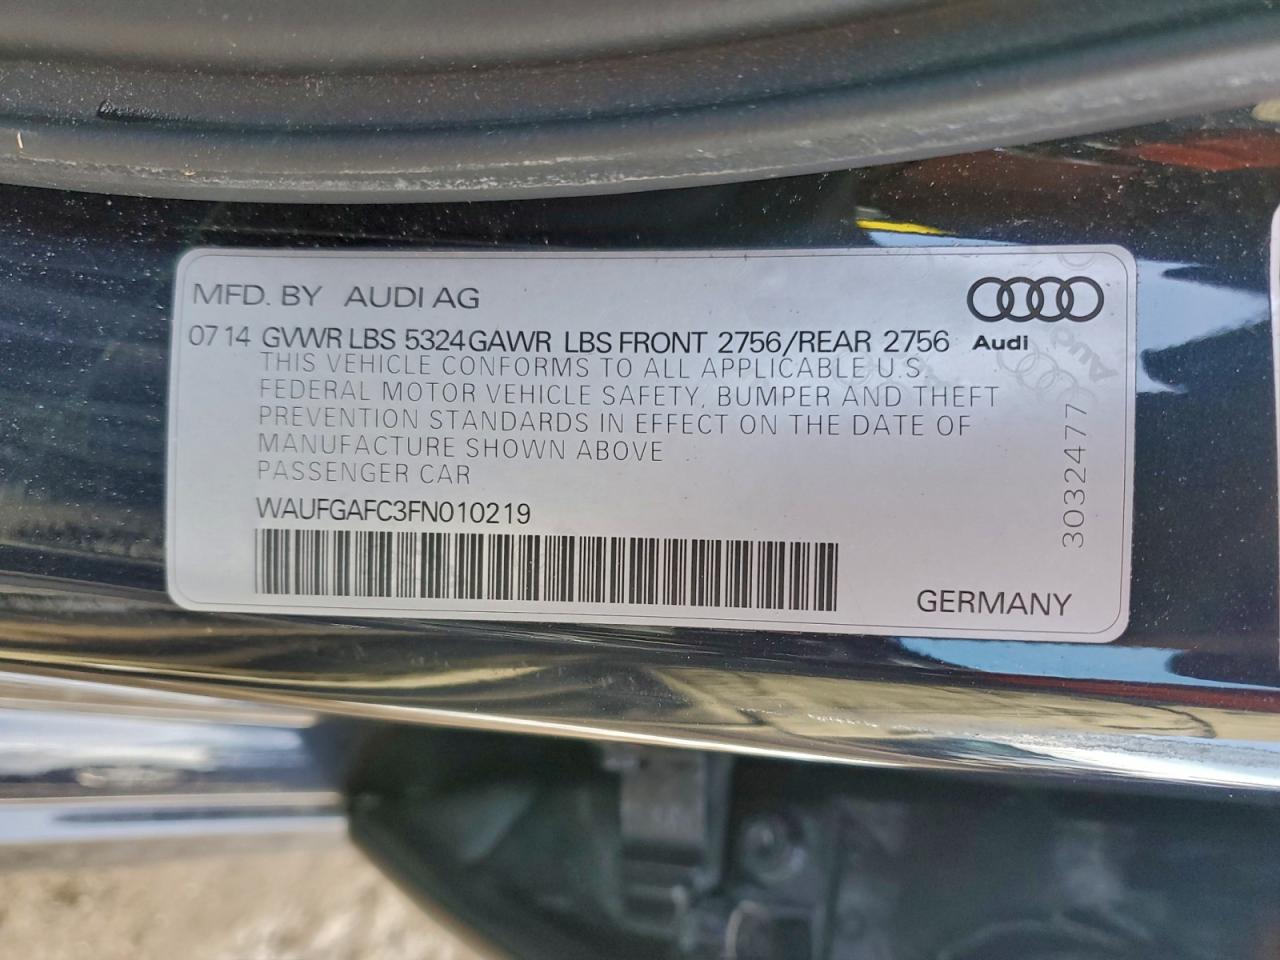 MFD. BY AUDI AG
07 14 GVWR LBS 5324 GAWR LBS FRONT 2756/REAR 2756 Audi
THIS VEHICLE CONFORMS TO ALL APPLICABLE U.S.
FEDERAL MOTOR VEHICLE SAFETY, BUMPER AND THEFT
PREVENTION STANDARDS IN EFFECT ON THE DATE OF
MANUFACTURE SHOWN ABOVE
PASSENGER CAR
WAUFGAFC3FN010219
3032477
GERMANY
Audi